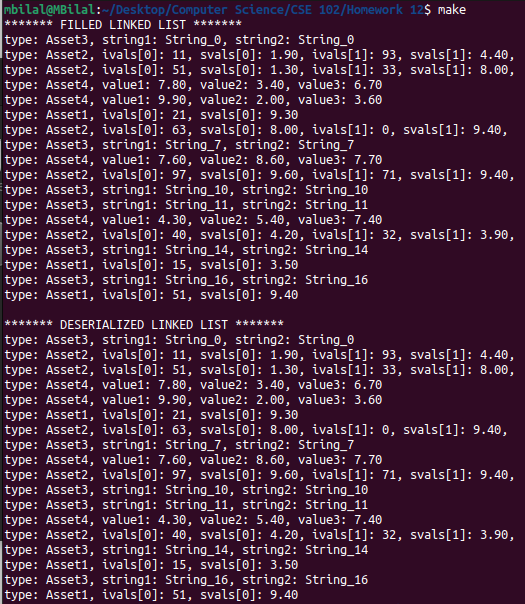 mbilal@MBilal:~/Desktop/Computer Science/CSE 102/Homework 12$ make
******* FILLED LINKED LIST *******
type: Asset3, string1: String_0, string2: String_0
type: Asset2, ivals[0]: 11, svals[0]: 1.90, ivals[1]: 93, svals[1]: 4.40,
type: Asset2, ivals[0]: 51, svals[0]: 1.30, ivals[1]: 33, svals[1]: 8.00,
type: Asset4, value1: 7.80, value2: 3.40, value3: 6.70
type: Asset4, value1: 9.90, value2: 2.00, value3: 3.60
type: Asset1, ivals[0]: 21, svals[0]: 9.30
type: Asset2, ivals[0]: 63, svals[0]: 8.00, ivals[1]: 0, svals[1]: 9.40,
type: Asset3, string1: String_7, string2: String_7
type: Asset4, value1: 7.60, value2: 8.60, value3: 7.70
type: Asset2, ivals[0]: 97, svals[0]: 9.60, ivals[1]: 71, svals[1]: 9.40,
type: Asset3, string1: String_10, string2: String_10
type: Asset3, string1: String_11, string2: String_11
type: Asset4, value1: 4.30, value2: 5.40, value3: 7.40
type: Asset2, ivals[0]: 40, svals[0]: 4.20, ivals[1]: 32, svals[1]: 3.90,
type: Asset3, string1: String_14, string2: String_14
type: Asset1, ivals[0]: 15, svals[0]: 3.50
type: Asset3, string1: String_16, string2: String_16
type: Asset1, ivals[0]: 51, svals[0]: 9.40
******* DESERIALIZED LINKED LIST *******
type: Asset3, string1: String_0, string2: String_0
type: Asset2, ivals[0]: 11, svals[0]: 1.90, ivals[1]: 93, svals[1]: 4.40,
type: Asset2, ivals[0]: 51, svals[0]: 1.30, ivals[1]: 33, svals[1]: 8.00,
type: Asset4, value1: 7.80, value2: 3.40, value3: 6.70
type: Asset4, value1: 9.90, value2: 2.00, value3: 3.60
type: Asset1, ivals[0]: 21, svals[0]: 9.30
type: Asset2, ivals[0]: 63, svals[0]: 8.00, ivals[1]: 0, svals[1]: 9.40,
type: Asset3, string1: String_7, string2: String_7
type: Asset4, value1: 7.60, value2: 8.60, value3: 7.70
type: Asset2, ivals[0]: 97, svals[0]: 9.60, ivals[1]: 71, svals[1]: 9.40,
type: Asset3, string1: String_10, string2: String_10
type: Asset3, string1: String_11, string2: String_11
type: Asset4, value1: 4.30, value2: 5.40, value3: 7.40
type: Asset2, ivals[0]: 40, svals[0]: 4.20, ivals[1]: 32, svals[1]: 3.90,
type: Asset3, string1: String_14, string2: String_14
type: Asset1, ivals[0]: 15, svals[0]: 3.50
type: Asset3, string1: String_16, string2: String_16
type: Asset1, ivals[0]: 51, svals[0]: 9.40